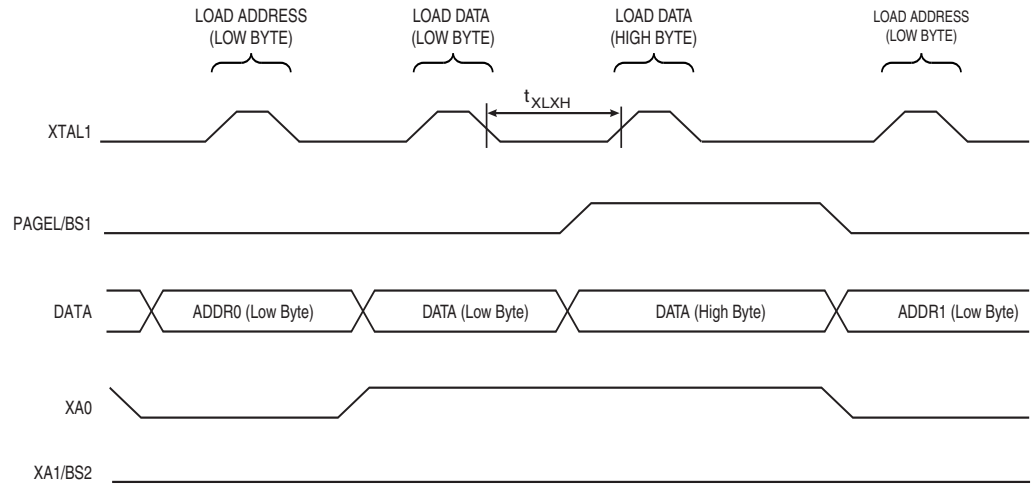 LOAD ADDRESS
(LOW BYTE)
LOAD DATA
(LOW BYTE)
LOAD DATA
(HIGH BYTE)
LOAD ADDRESS
(LOW BYTE)
tXLXH
XTAL1
PAGEL/BS1
DATA
ADDR0 (Low Byte)
DATA (Low Byte)
DATA (High Byte)
ADDR1 (Low Byte)
XA0
XA1/BS2